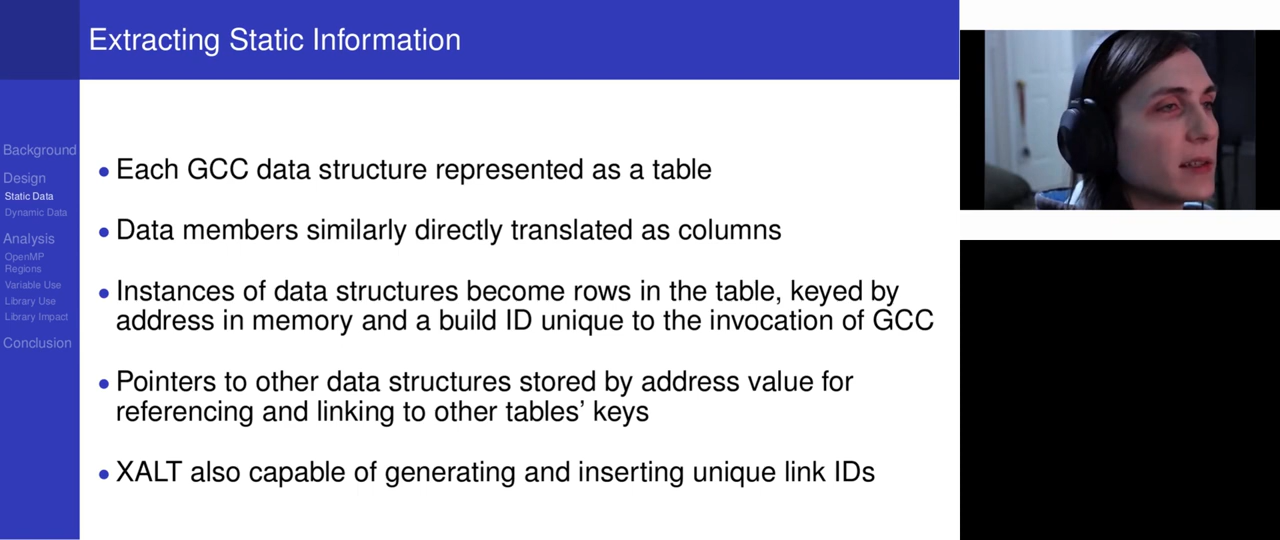 Extracting Static Information
Background
Design
Static Data
Dynamic Data
Analysis
OpenMP
Regions
Variable Use
Library Use
Library Impact
Conclusion
Each GCC data structure represented as a table
Data members similarly directly translated as columns
Instances of data structures become rows in the table, keyed by
address in memory and a build ID unique to the invocation of GCC
Pointers to other data structures stored by address value for
referencing and linking to other tables' keys
XALT also capable of generating and inserting unique link IDs